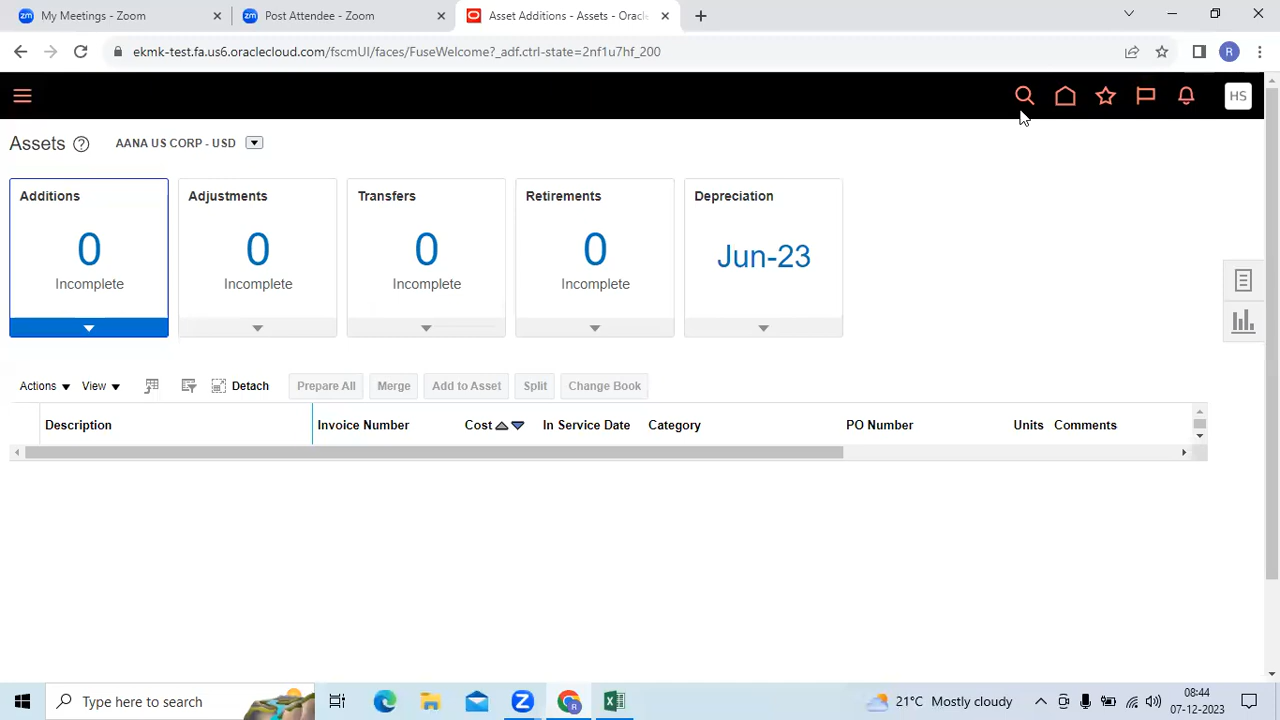 My Meetings - Zoom
Post Attendee - Zoom
Asset Additions - Assets - Oracl
ekmk-test.fa.us6.oraclecloud.com/fscmUI/faces/FuseWelcome?_adf.ctrl-state=2nf1u7hf_200
R
HS
Assets
AANA US CORP - USD
Additions
0
Incomplete
Adjustments
0
Incomplete
Transfers
0
Incomplete
Retirements
0
Incomplete
Depreciation
Jun-23
Actions View Detach Prepare All Merge Add to Asset Split Change Book
Description Invoice Number Cost In Service Date Category PO Number Units Comments
Type here to search
21°C Mostly cloudy
08:44
07-12-2023